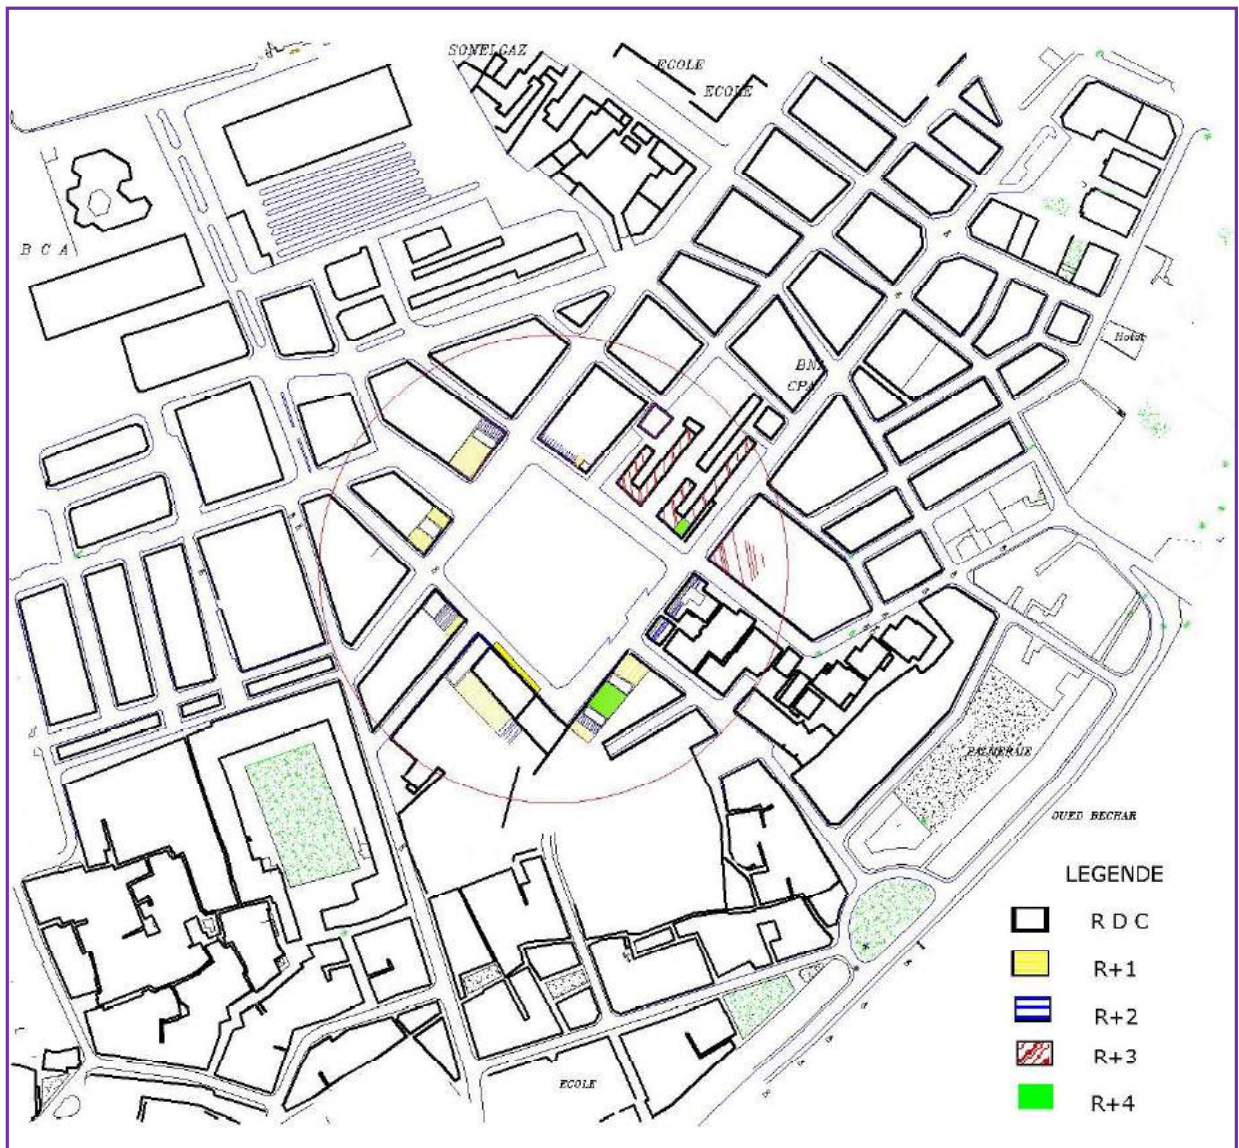 SONELGAZ
ECOLE
ECOLE
B C A
Hotel
BNA
CPA
PALMERAIE
OUED BECHAR
LEGENDE
R D C
R+1
R+2
R+3
R+4
ECOLE